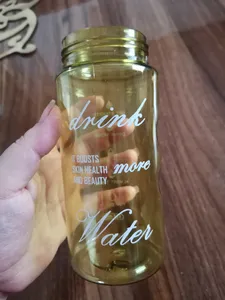 drink
IT BOOSTS
SKIN HEALTH
AND BEAUTY
more
Water